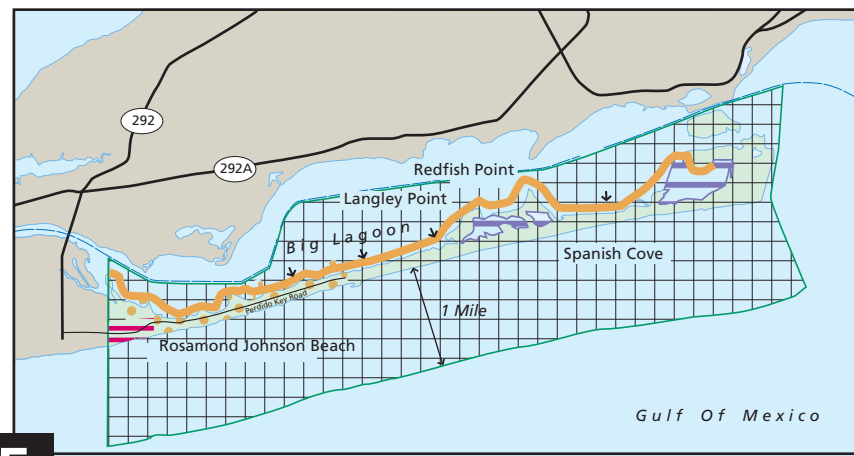 292
292A
Redfish Point
Langley Point
Big Lagoon
Spanish Cove
Perdido Key Road
1 Mile
Rosamond Johnson Beach
Gulf Of Mexico